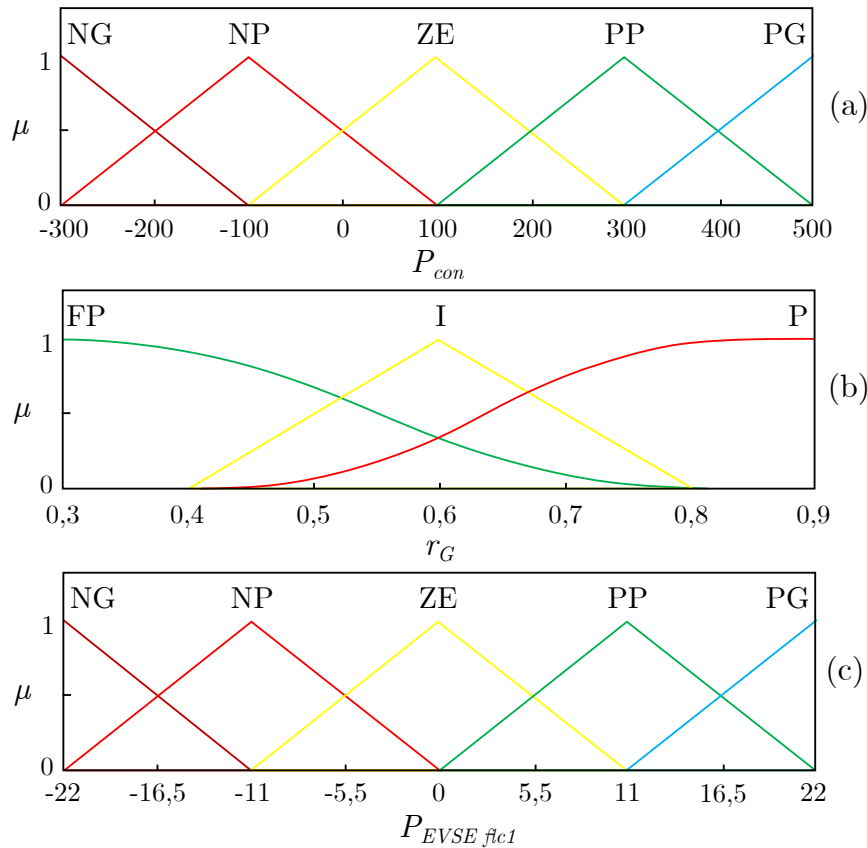 NG NP ZE PP PG
1
(a)
μ
0
-300 -200 -100 0 100 200 300 400 500
P_con
FP I P
1
(b)
μ
0
0,3 0,4 0,5 0,6 0,7 0,8 0,9
r_G
NG NP ZE PP PG
1
(c)
μ
0
-22 -16,5 -11 -5,5 0 5,5 11 16,5 22
P_EVSE flc1